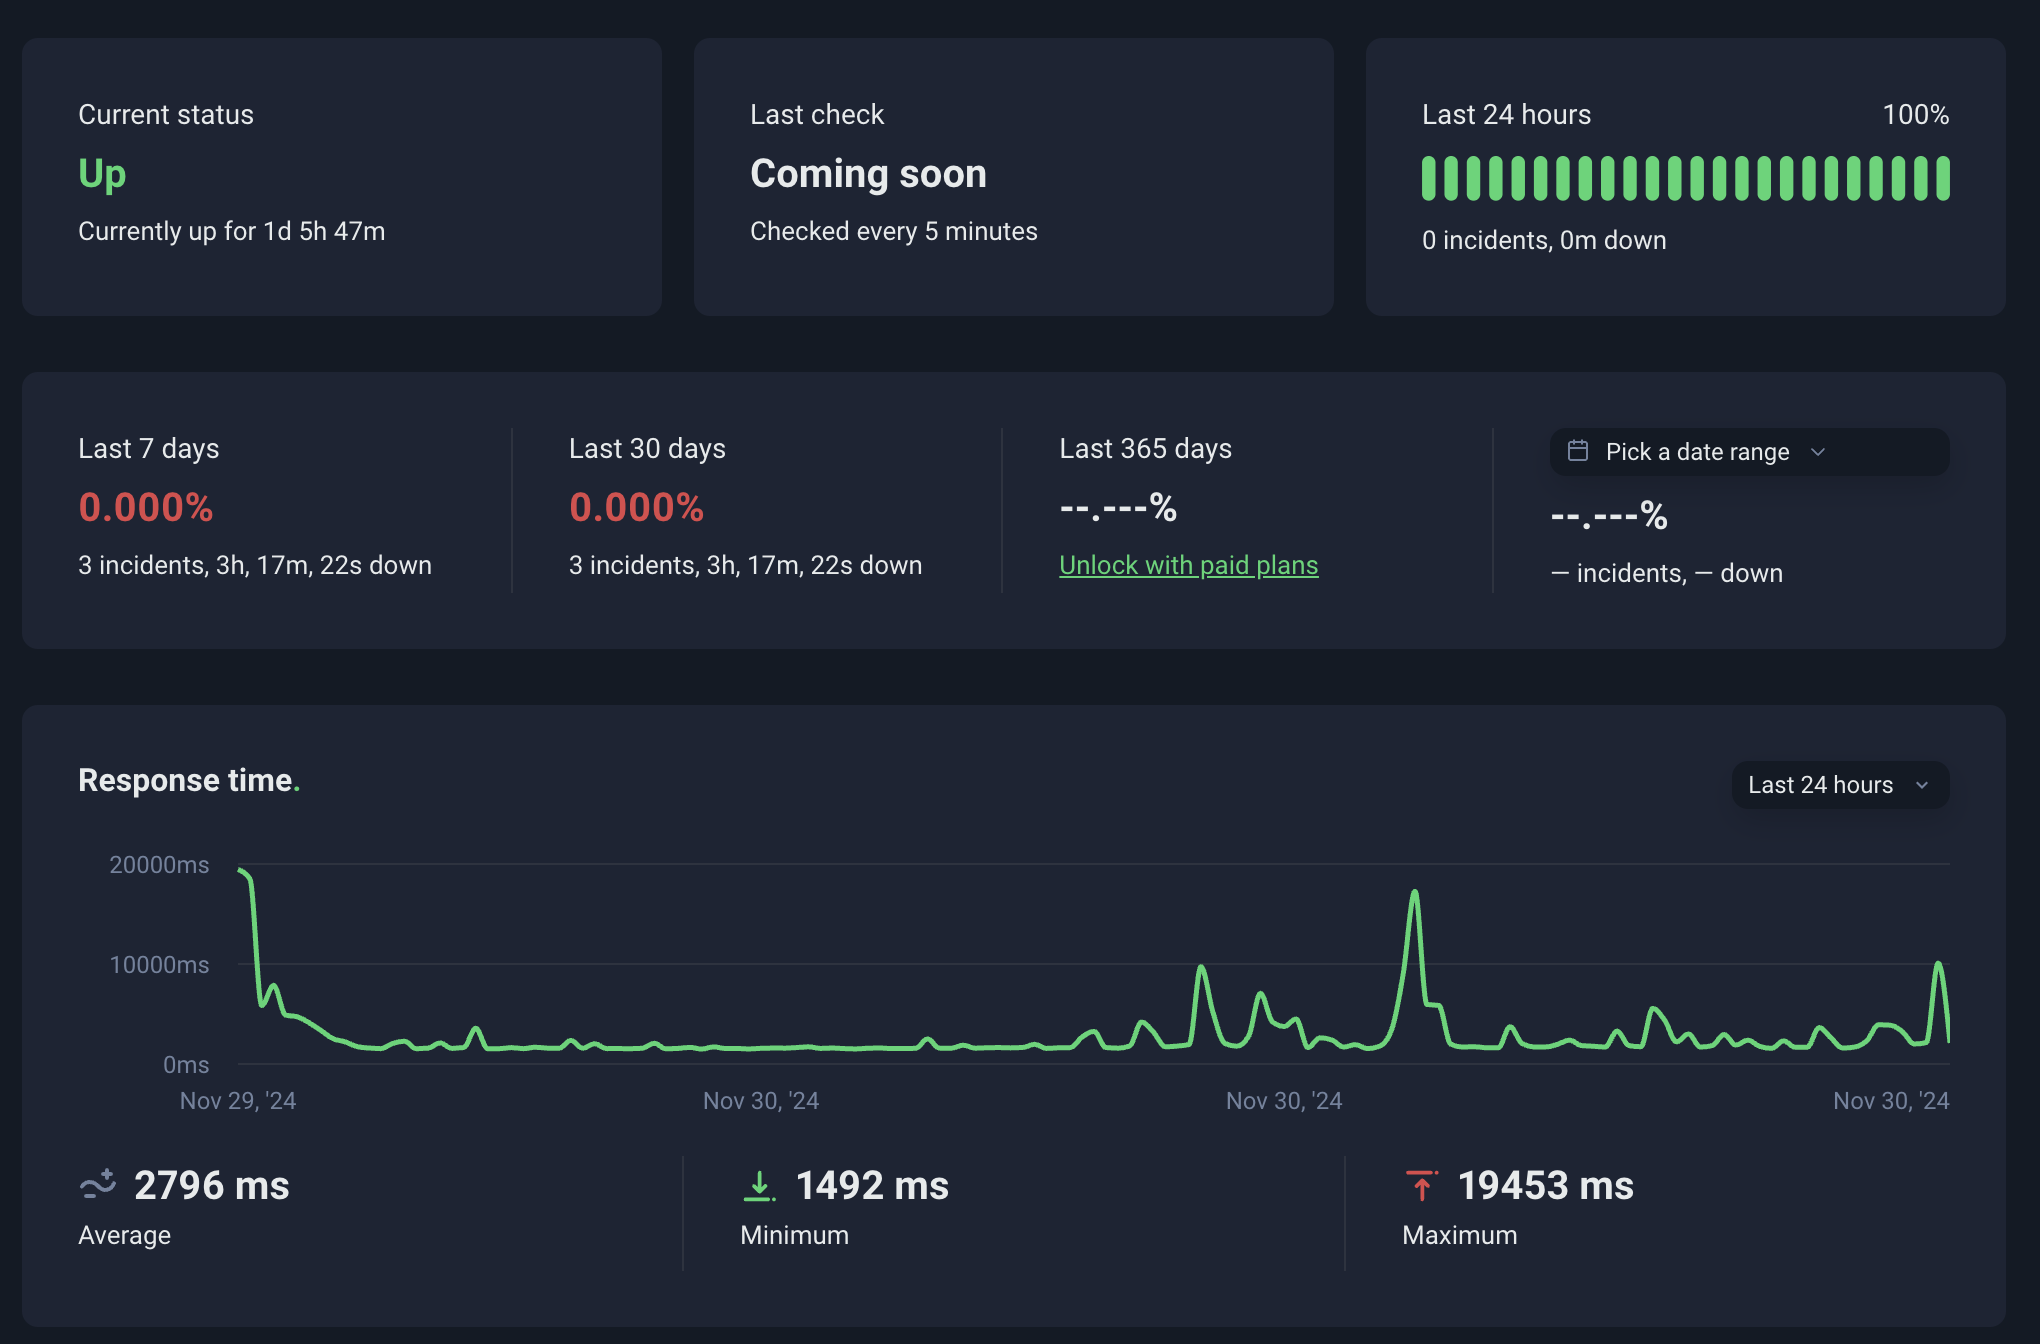 Current status
Up
Currently up for 1d 5h 47m
Last check
Coming soon
Checked every 5 minutes
Last 24 hours 100%
0 incidents, 0m down
Last 7 days
0.000%
3 incidents, 3h, 17m, 22s down
Last 30 days
0.000%
3 incidents, 3h, 17m, 22s down
Last 365 days
--.---%
Unlock with paid plans
Pick a date range
--.---%
— incidents, — down
Response time.
Last 24 hours
20000ms
10000ms
0ms
Nov 29, '24 Nov 30, '24 Nov 30, '24 Nov 30, '24
2796 ms
Average
1492 ms
Minimum
19453 ms
Maximum